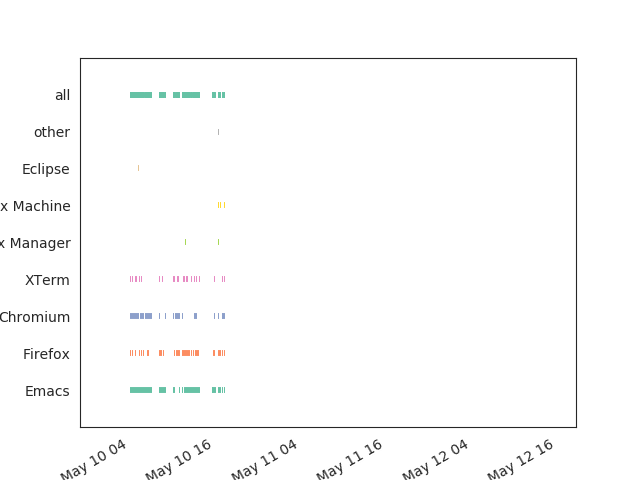 all
other
Eclipse
x Machine
x Manager
XTerm
Chromium
Firefox
Emacs
May 10 04
May 10 16
May 11 04
May 11 16
May 12 04
May 12 16